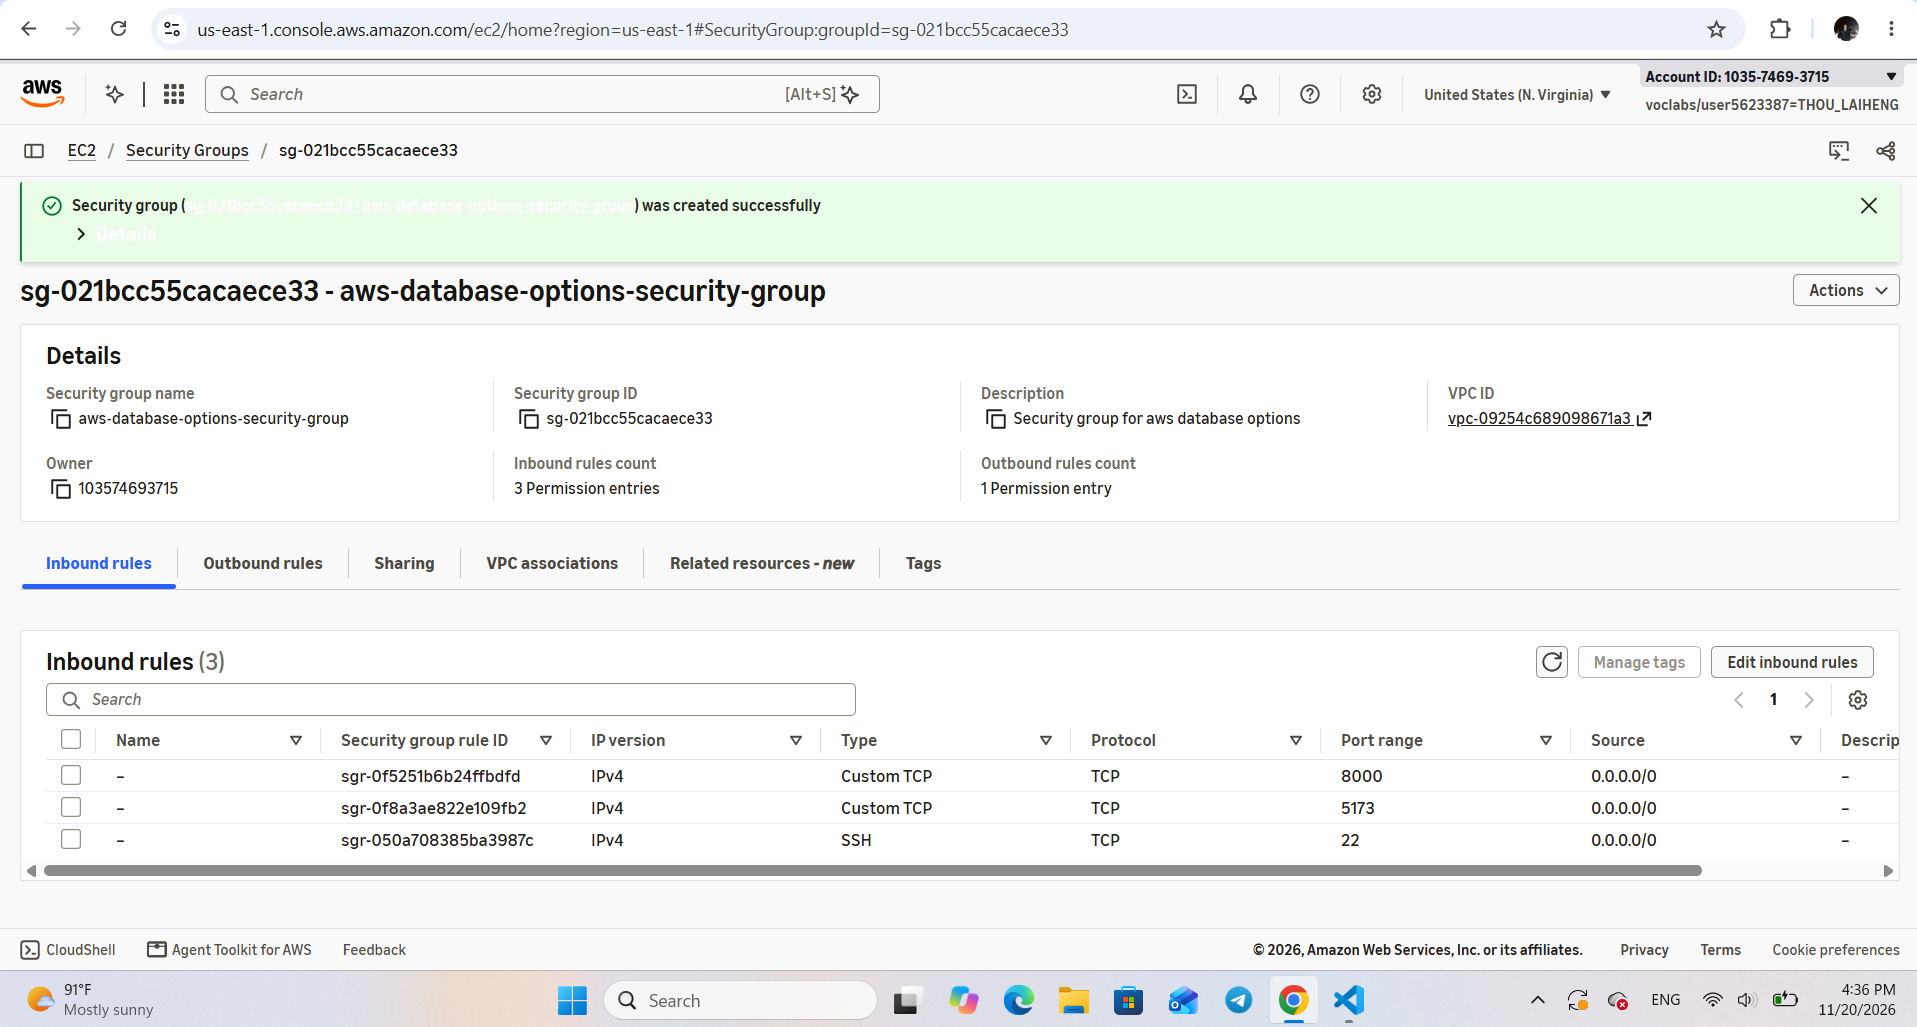 us-east-1.console.aws.amazon.com/ec2/home?region=us-east-1#SecurityGroup:groupId=sg-021bcc55cacaece33
aws
Search [Alt+S]
United States (N. Virginia)
Account ID: 1035-7469-3715
voclabs/user5623387=THOU_LAIHENG
EC2 / Security Groups / sg-021bcc55cacaece33
Security group (sg-021bcc55cacaece33 | aws-database-options-security-group) was created successfully
Details
sg-021bcc55cacaece33 - aws-database-options-security-group
Actions
Details
Security group name
aws-database-options-security-group
Security group ID
sg-021bcc55cacaece33
Description
Security group for aws database options
VPC ID
vpc-09254c689098671a3
Owner
103574693715
Inbound rules count
3 Permission entries
Outbound rules count
1 Permission entry
Inbound rules Outbound rules Sharing VPC associations Related resources - new Tags
Inbound rules (3)
Manage tags
Edit inbound rules
Search
1
Name Security group rule ID IP version Type Protocol Port range Source Descrip
– sgr-0f5251b6b24ffbdfd IPv4 Custom TCP TCP 8000 0.0.0.0/0 –
– sgr-0f8a3ae822e109fb2 IPv4 Custom TCP TCP 5173 0.0.0.0/0 –
– sgr-050a708385ba3987c IPv4 SSH TCP 22 0.0.0.0/0 –
CloudShell Agent Toolkit for AWS Feedback
© 2026, Amazon Web Services, Inc. or its affiliates. Privacy Terms Cookie preferences
91°F
Mostly sunny
Search
ENG
4:36 PM
11/20/2026